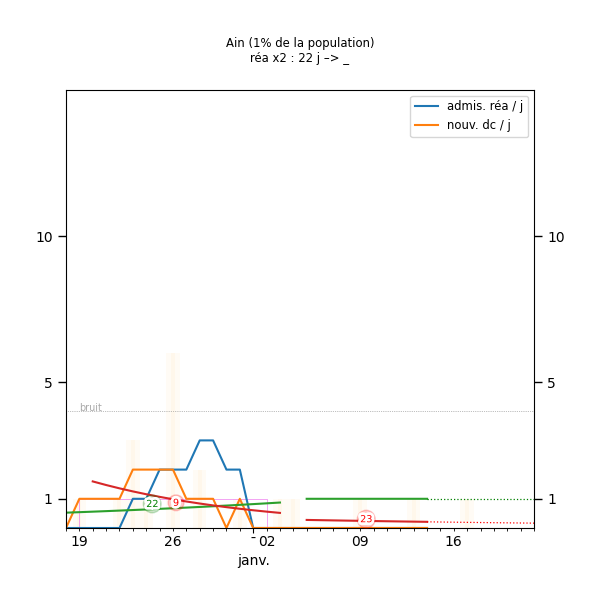 Ain (1% de la population)
réa x2 : 22 j –> _
admis. réa / j
nouv. dc / j
10
10
5
5
bruit
1
1
22
9
23
19
26
02
09
16
janv.